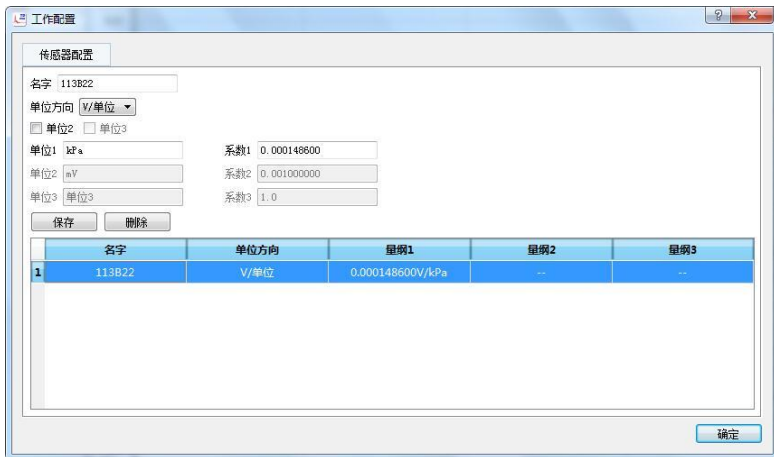 工作配置
传感器配置
名字 113B22
单位方向 V/单位
单位2 单位3
单位1 kPa 系数1 0.000148600
单位2 mV 系数2 0.001000000
单位3 单位3 系数3 1.0
保存 删除
名字 单位方向 量纲1 量纲2 量纲3
1 113B22 V/单位 0.000148600V/kPa -- --
确定